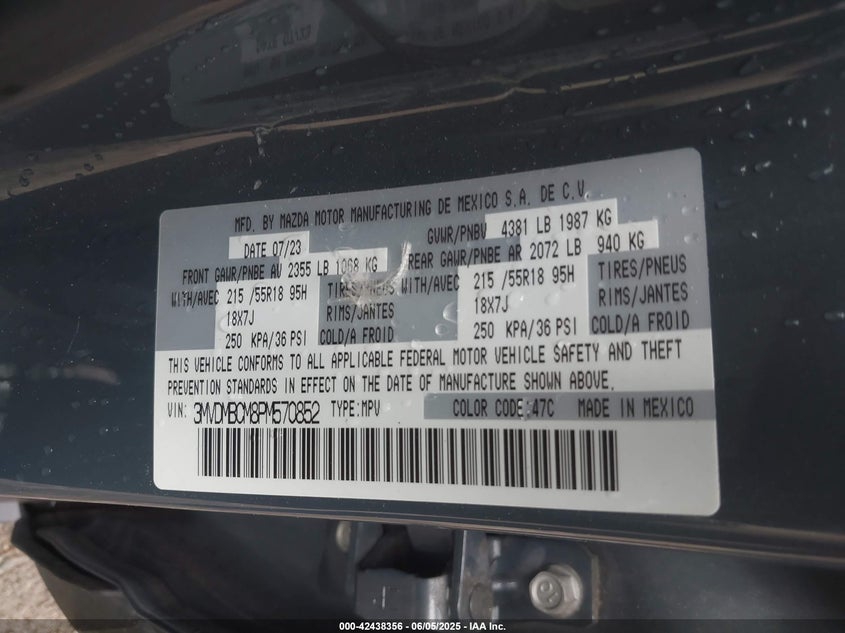 MFD. BY MAZDA MOTOR MANUFACTURING DE MEXICO S.A. DE C.V.
DATE 07/23 GVWR/PNBV 4381 LB 1987 KG
FRONT GAWR/PNBE AV 2355 LB 1068 KG REAR GAWR/PNBE AR 2072 LB 940 KG
WITH/AVEC 215 /55R18 95H TIRES/PNEUS WITH/AVEC 215 /55R18 95H TIRES/PNEUS
18X7J RIMS/JANTES 18X7J RIMS/JANTES
250 KPA/36 PSI COLD/A FROID 250 KPA/36 PSI COLD/A FROID
THIS VEHICLE CONFORMS TO ALL APPLICABLE FEDERAL MOTOR VEHICLE SAFETY AND THEFT
PREVENTION STANDARDS IN EFFECT ON THE DATE OF MANUFACTURE SHOWN ABOVE.
VIN: 3MVDMBCM8PM570852 TYPE:MPV COLOR CODE:47C MADE IN MEXICO
000-42438356 - 06/05/2025 - IAA Inc.